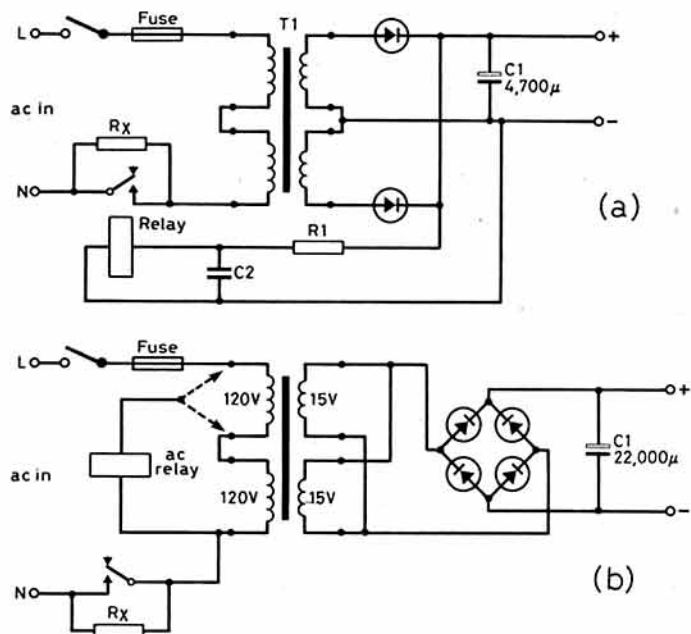 L
Fuse
T1
+
C1
4,700μ
ac in
Rx
−
N
(a)
Relay
R1
C2
L
Fuse
120V
15V
+
ac in
ac
relay
C1
22,000μ
120V
15V
−
N
Rx
(b)